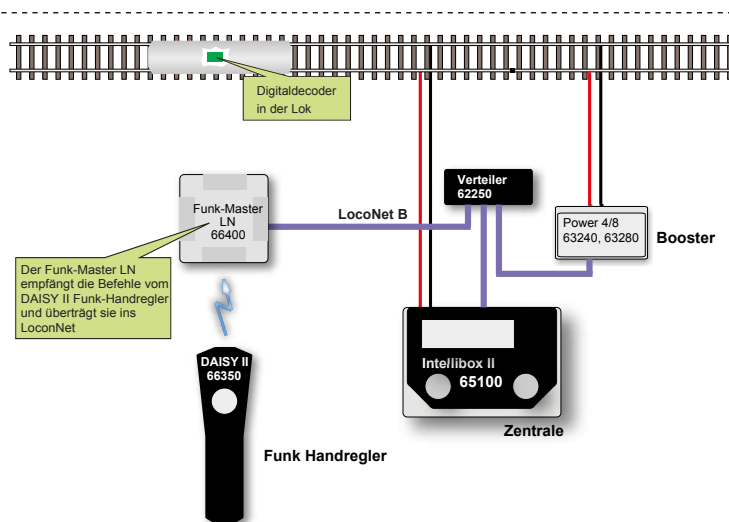 Digitaldecoder
in der Lok
Verteiler
62250
Funk-Master
LN
66400
LocoNet B
Power 4/8
63240, 63280
Booster
Der Funk-Master LN
empfängt die Befehle vom
DAISY II Funk-Handregler
und überträgt sie ins
LoconNet
DAISY II
66350
Intellibox II
65100
Zentrale
Funk Handregler